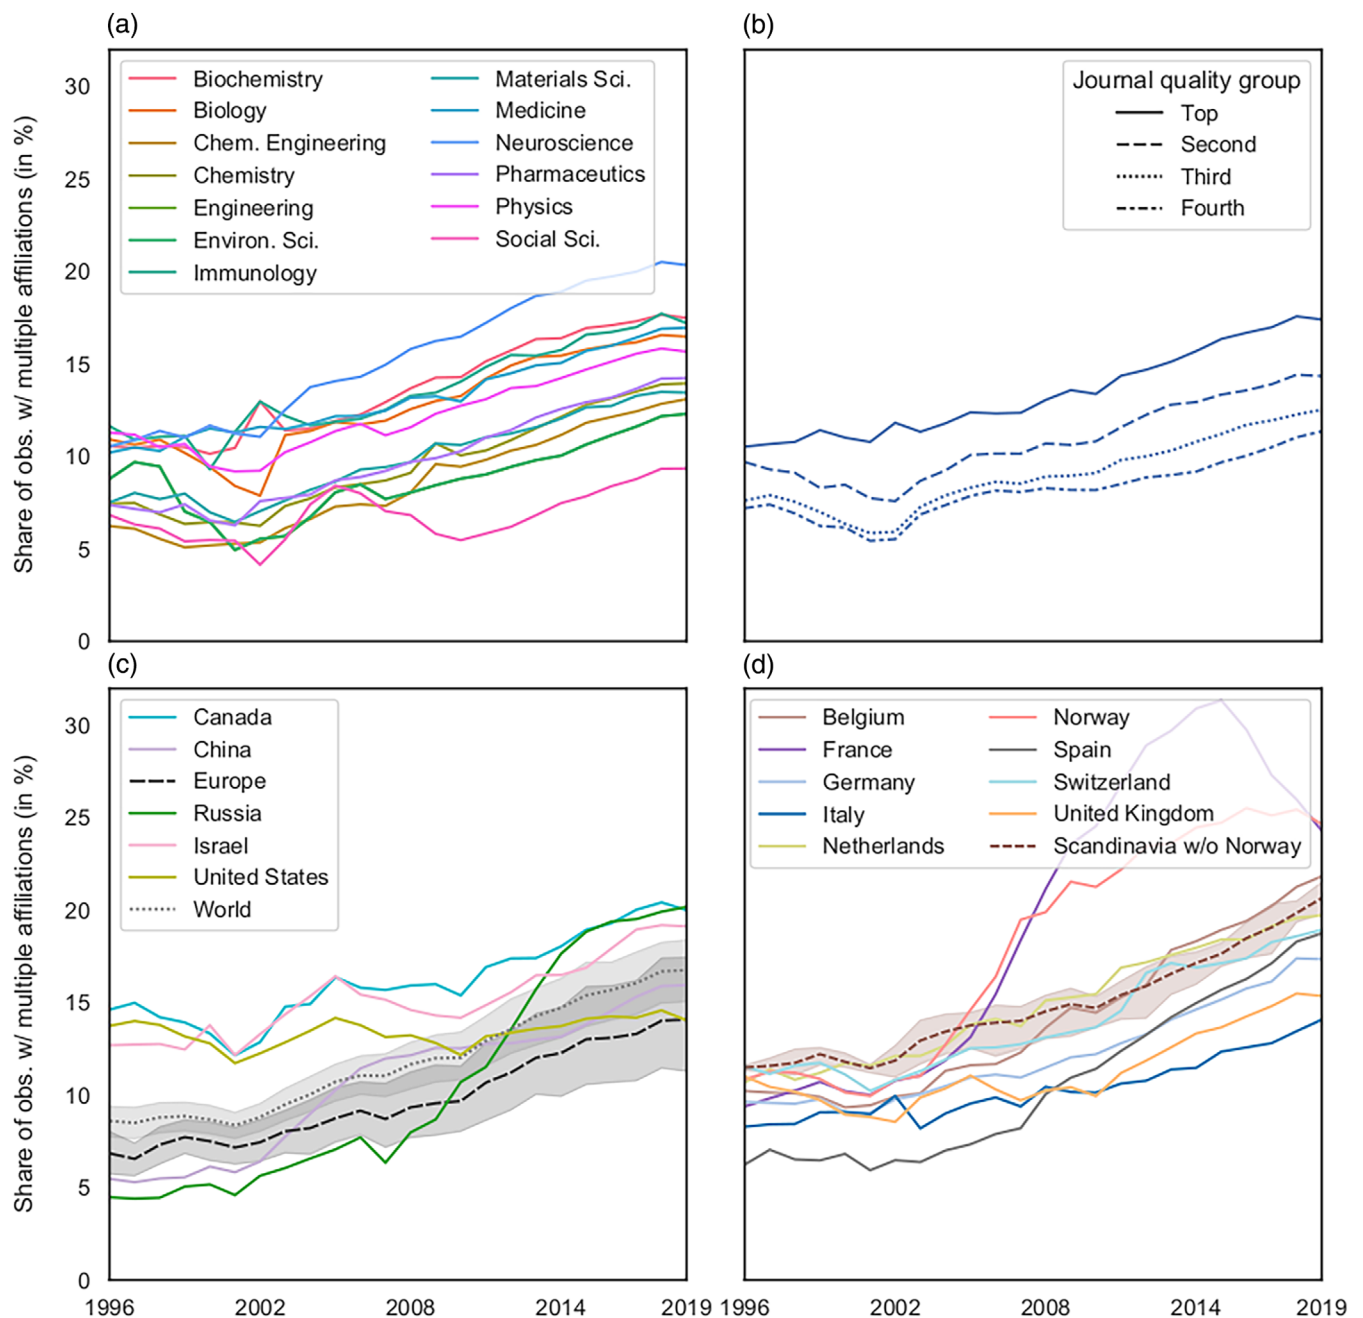 (a)
Share of obs. w/ multiple affiliations (in %)
30
25
20
15
10
5
0
Biochemistry
Biology
Chem. Engineering
Chemistry
Engineering
Environ. Sci.
Immunology
Materials Sci.
Medicine
Neuroscience
Pharmaceutics
Physics
Social Sci.
(b)
Journal quality group
Top
Second
Third
Fourth
(c)
Share of obs. w/ multiple affiliations (in %)
30
25
20
15
10
5
0
Canada
China
Europe
Russia
Israel
United States
World
1996 2002 2008 2014 2019
(d)
Belgium
France
Germany
Italy
Netherlands
Norway
Spain
Switzerland
United Kingdom
Scandinavia w/o Norway
1996 2002 2008 2014 2019